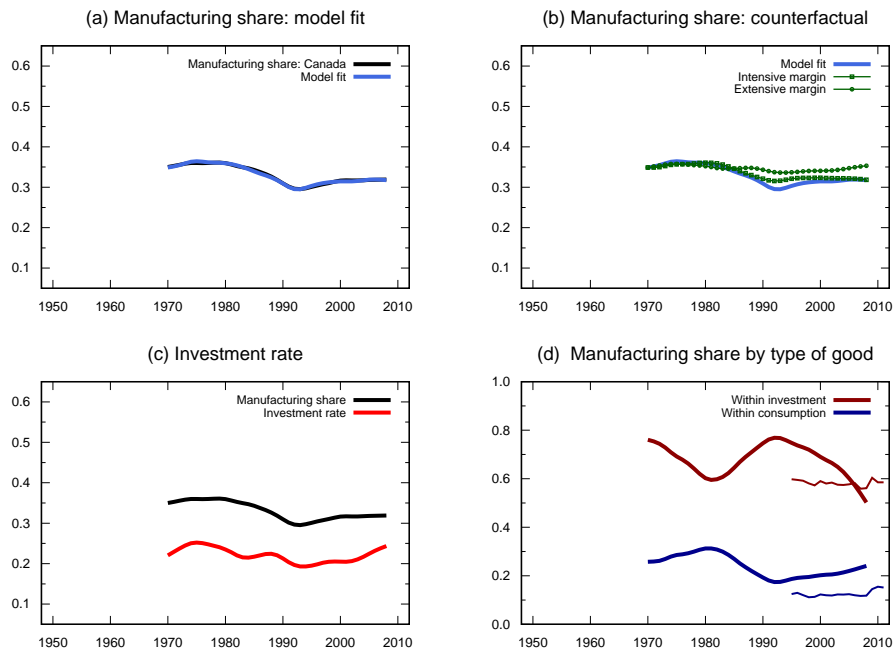 (a) Manufacturing share: model fit
0.6
0.5
0.4
0.3
0.2
0.1
1950 1960 1970 1980 1990 2000 2010
Manufacturing share: Canada
Model fit
(b) Manufacturing share: counterfactual
0.6
0.5
0.4
0.3
0.2
0.1
1950 1960 1970 1980 1990 2000 2010
Model fit
Intensive margin
Extensive margin
(c) Investment rate
0.6
0.5
0.4
0.3
0.2
0.1
1950 1960 1970 1980 1990 2000 2010
Manufacturing share
Investment rate
(d) Manufacturing share by type of good
1.0
0.8
0.6
0.4
0.2
0.0
1950 1960 1970 1980 1990 2000 2010
Within investment
Within consumption